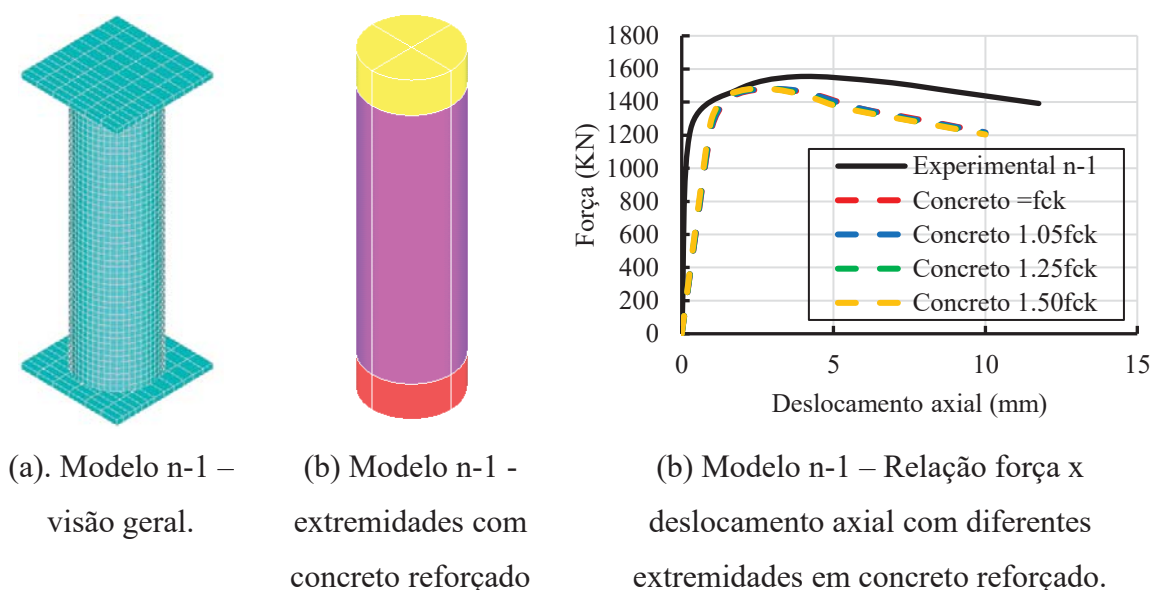 1800
1600
1400
1200
1000
800
600
400
200
0
Força (KN)
Experimental n-1
Concreto =fck
Concreto 1.05fck
Concreto 1.25fck
Concreto 1.50fck
0 5 10 15
Deslocamento axial (mm)
(a). Modelo n-1 –
visão geral.
(b) Modelo n-1 -
extremidades com
concreto reforçado
(b) Modelo n-1 – Relação força x
deslocamento axial com diferentes
extremidades em concreto reforçado.